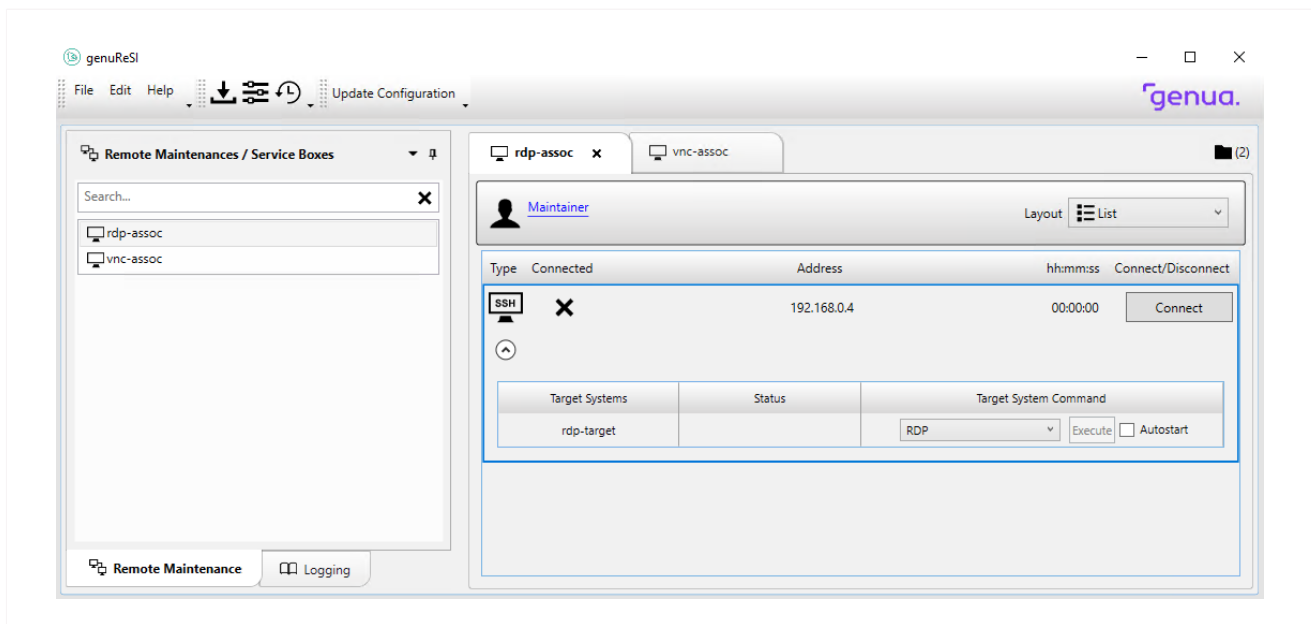 genuReSI
File Edit Help Update Configuration
genua.
Remote Maintenances / Service Boxes
Search...
rdp-assoc
vnc-assoc
Remote Maintenance Logging
rdp-assoc vnc-assoc (2)
Maintainer Layout List
Type Connected Address hh:mm:ss Connect/Disconnect
SSH 192.168.0.4 00:00:00 Connect
Target Systems Status Target System Command
rdp-target RDP Execute Autostart